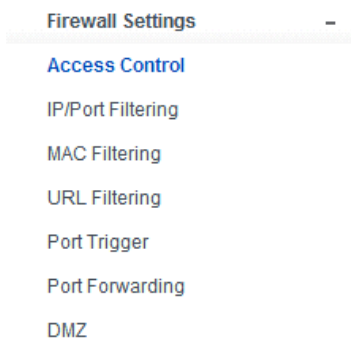 Firewall Settings –
Access Control
IP/Port Filtering
MAC Filtering
URL Filtering
Port Trigger
Port Forwarding
DMZ